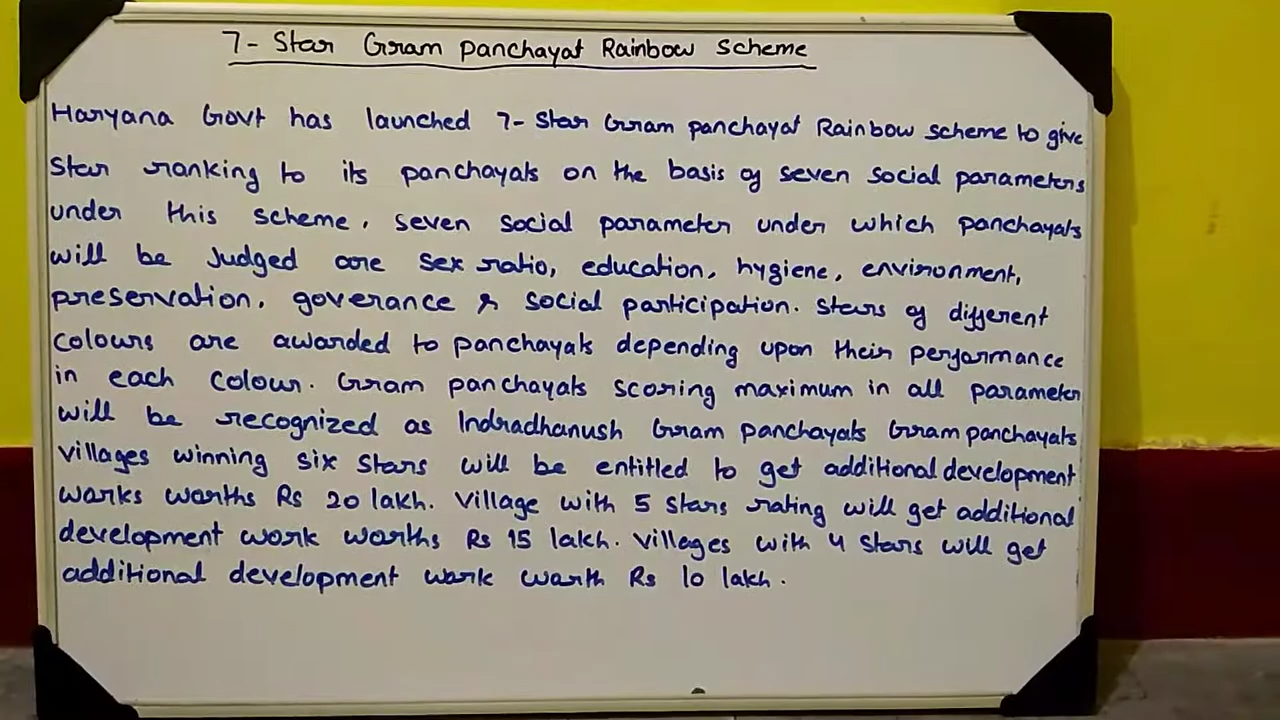 7- Star Gram panchayat Rainbow scheme
Haryana Govt has launched 7- Star Gram panchayat Rainbow scheme to give
Star ranking to its panchayats on the basis of seven social parameters
under this scheme. seven social parameter under which panchayats
will be Judged are sex ratio, education, hygiene, environment,
preservation. goverance & social participation. stars of different
colours are awarded to panchayats depending upon their performance
in each colour. Gram panchayats scoring maximum in all parameter
will be recognized as Indradhanush Gram panchayats Gram panchayats
villages winning six stars will be entitled to get additional development
works worths Rs 20 lakh. Village with 5 stars rating will get additional
development work worths Rs 15 lakh. Villages with 4 stars will get
additional development work worth Rs 10 lakh.